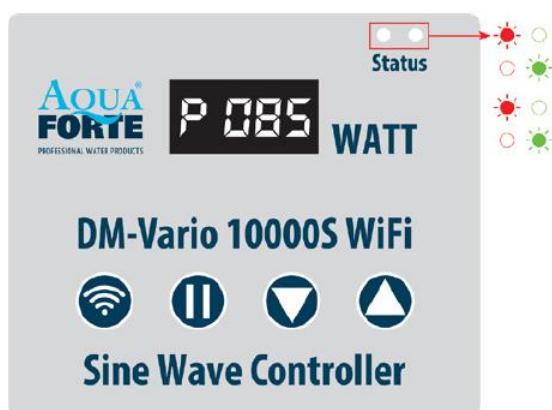 Status
AQUA®
FORTE
PROFESSIONAL WATER PRODUCTS
P 085
WATT
DM-Vario 10000S WiFi
Sine Wave Controller